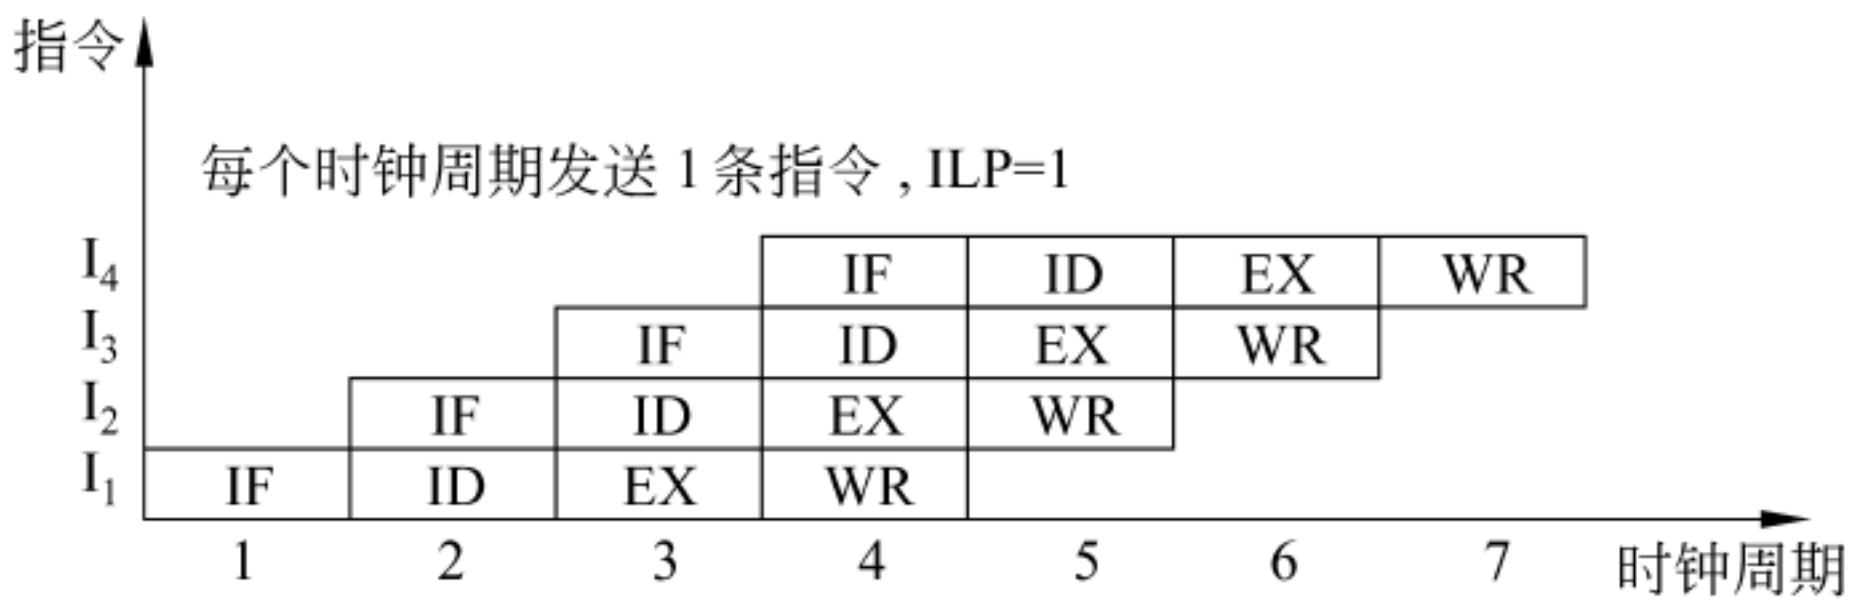 指令
每个时钟周期发送 1 条指令 , ILP=1
I4 IF ID EX WR
I3 IF ID EX WR
I2 IF ID EX WR
I1 IF ID EX WR
1 2 3 4 5 6 7 时钟周期